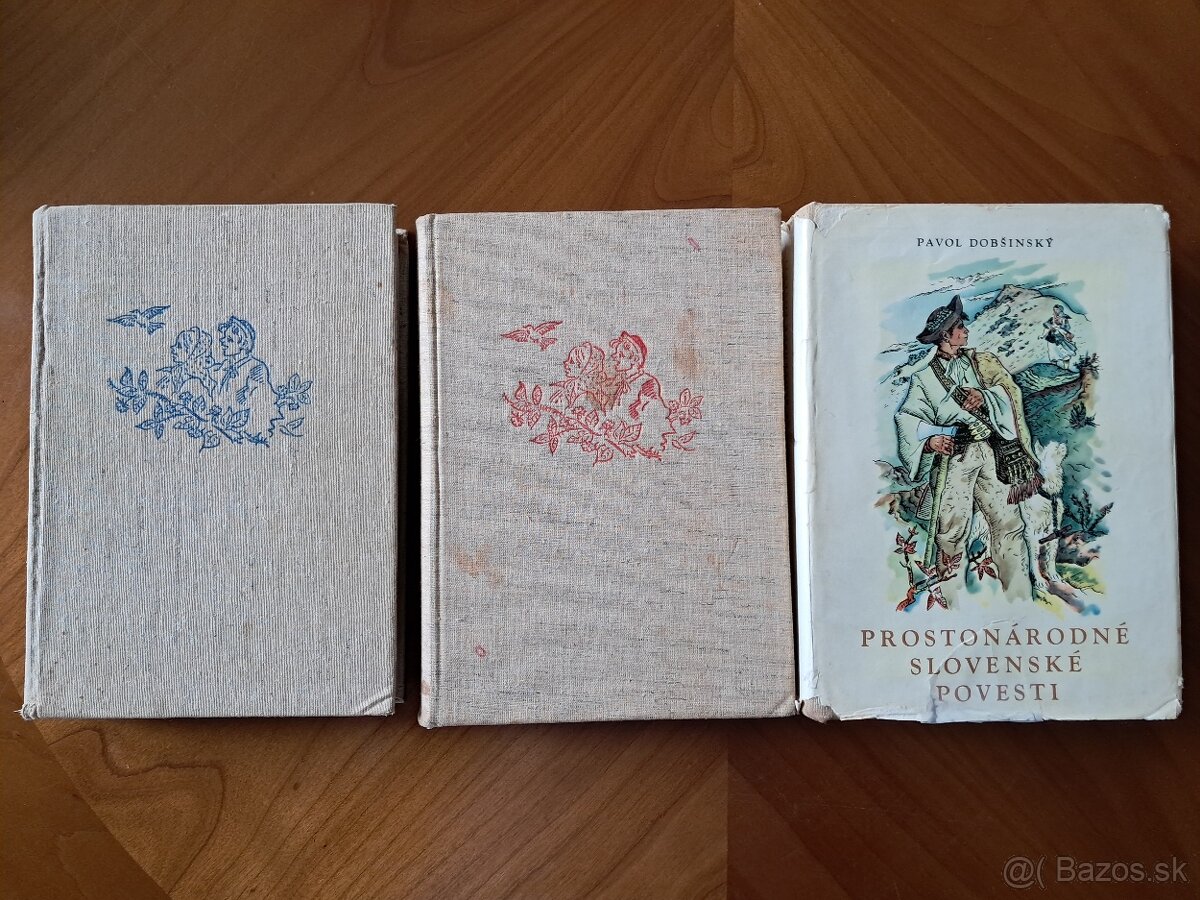 PAVOL DOBŠINSKÝ
PROSTONÁRODNÉ
SLOVENSKÉ
POVESTI
@( Bazos.sk